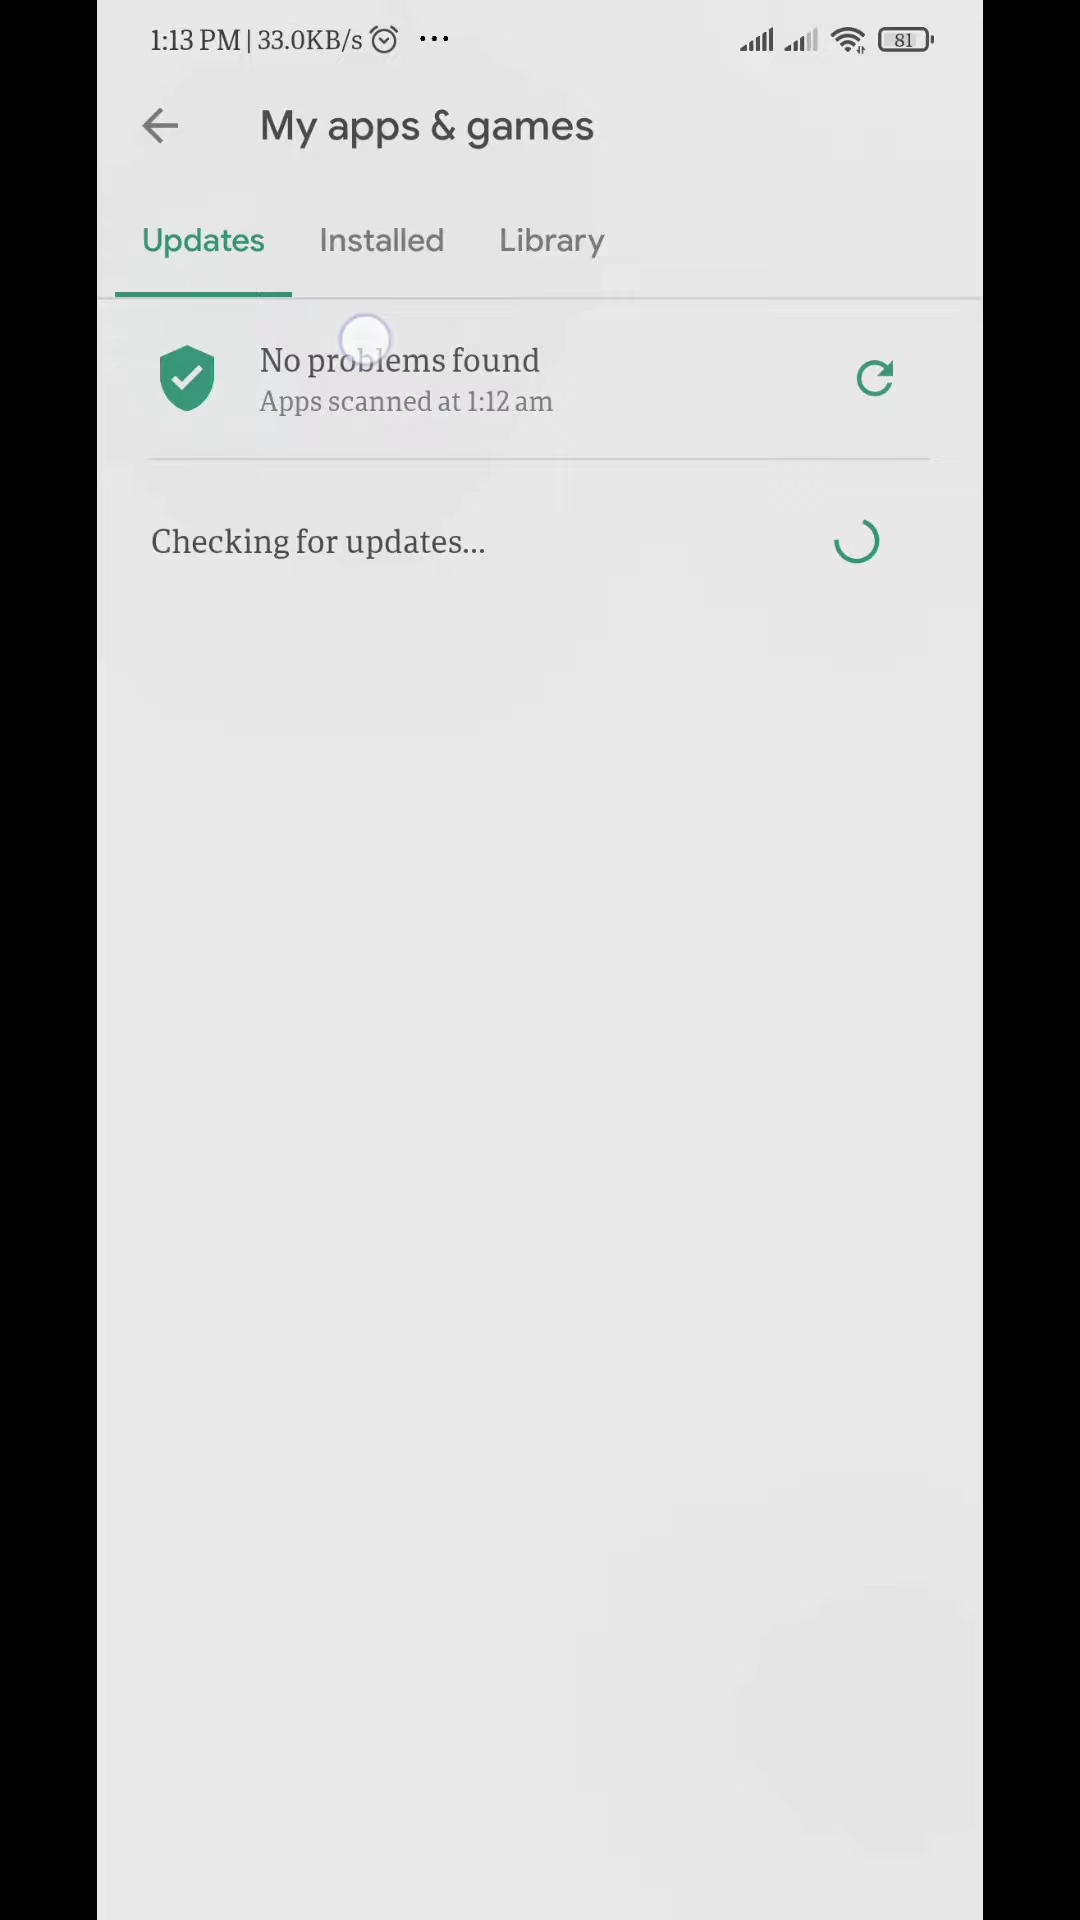 1:13 PM | 33.0KB/s ... 81
My apps & games
Updates Installed Library
No problems found
Apps scanned at 1:12 am
Checking for updates...